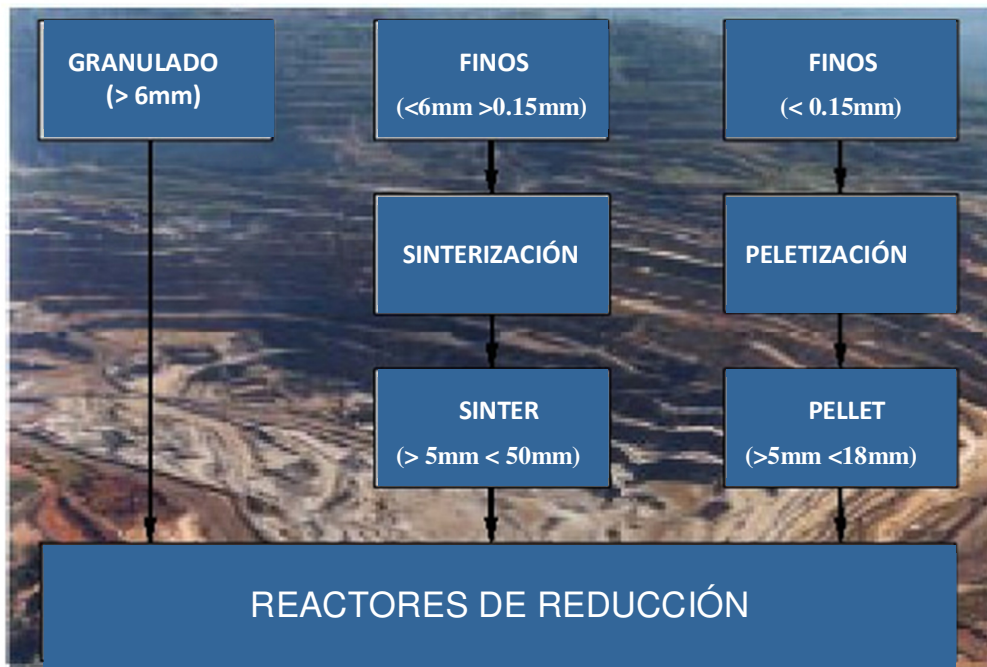 GRANULADO
(> 6mm)
FINOS
(<6mm >0.15mm)
FINOS
(< 0.15mm)
SINTERIZACIÓN
PELETIZACIÓN
SINTER
(> 5mm < 50mm)
PELLET
(>5mm <18mm)
REACTORES DE REDUCCIÓN